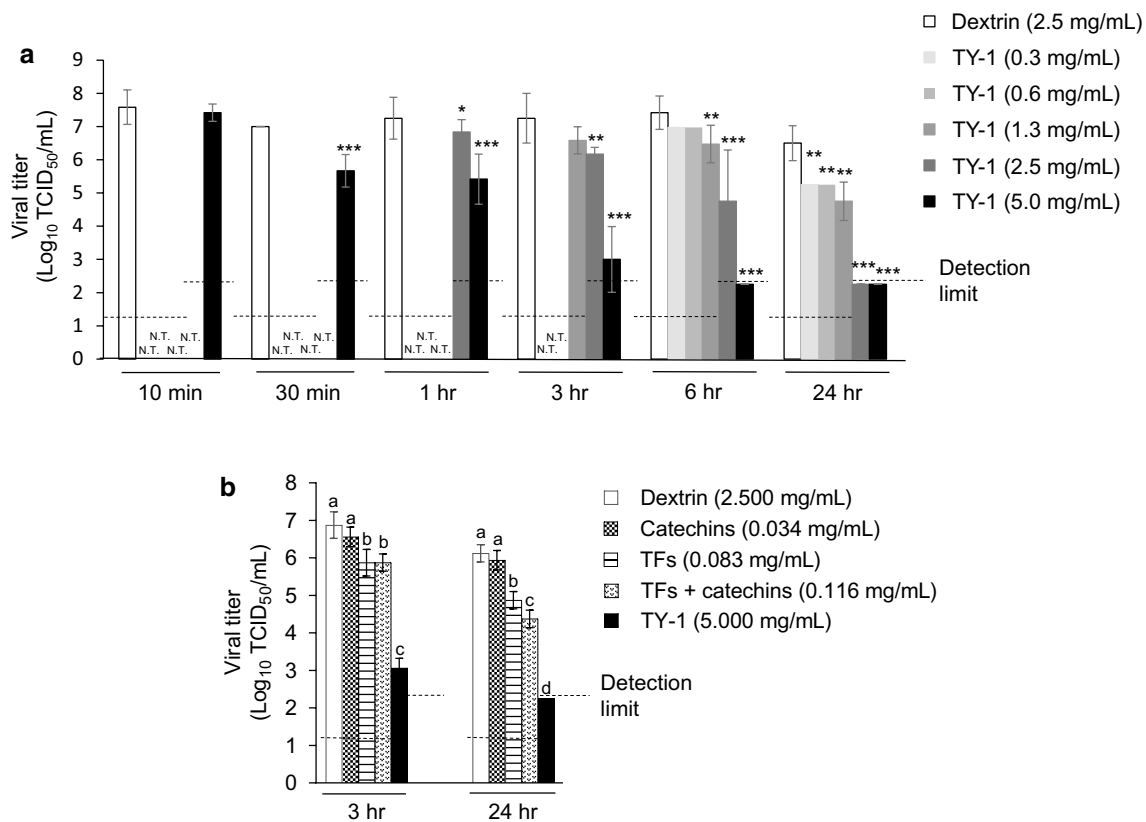 a
Dextrin (2.5 mg/mL)
TY-1 (0.3 mg/mL)
TY-1 (0.6 mg/mL)
TY-1 (1.3 mg/mL)
TY-1 (2.5 mg/mL)
TY-1 (5.0 mg/mL)
Viral titer
(Log10 TCID50/mL)
9
8
7
6
5
4
3
2
1
0
N.T. N.T. N.T. N.T.
***
N.T. N.T. N.T. N.T.
* ***
N.T. N.T. N.T.
** ***
N.T. N.T.
** *** ***
** ** ** *** ***
Detection
limit
10 min 30 min 1 hr 3 hr 6 hr 24 hr
b
Dextrin (2.500 mg/mL)
Catechins (0.034 mg/mL)
TFs (0.083 mg/mL)
TFs + catechins (0.116 mg/mL)
TY-1 (5.000 mg/mL)
Viral titer
(Log10 TCID50/mL)
8
7
6
5
4
3
2
1
0
a a b b c
a a b c d
Detection
limit
3 hr 24 hr